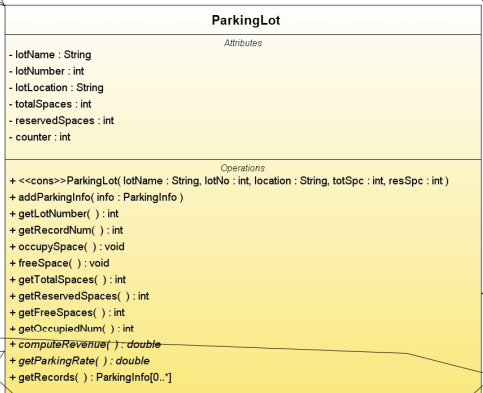 ParkingLot
Attributes
- lotName : String
- lotNumber : int
- lotLocation : String
- totalSpaces : int
- reservedSpaces : int
- counter : int
Operations
+ <<cons>>ParkingLot( lotName : String, lotNo : int, location : String, totSpc : int, resSpc : int )
+ addParkingInfo( info : ParkingInfo )
+ getLotNumber( ) : int
+ getRecordNum( ) : int
+ occupySpace( ) : void
+ freeSpace( ) : void
+ getTotalSpaces( ) : int
+ getReservedSpaces( ) : int
+ getFreeSpaces( ) : int
+ getOccupiedNum( ) : int
+ computeRevenue( ) : double
+ getParkingRate( ) : double
+ getRecords( ) : ParkingInfo[0..*]